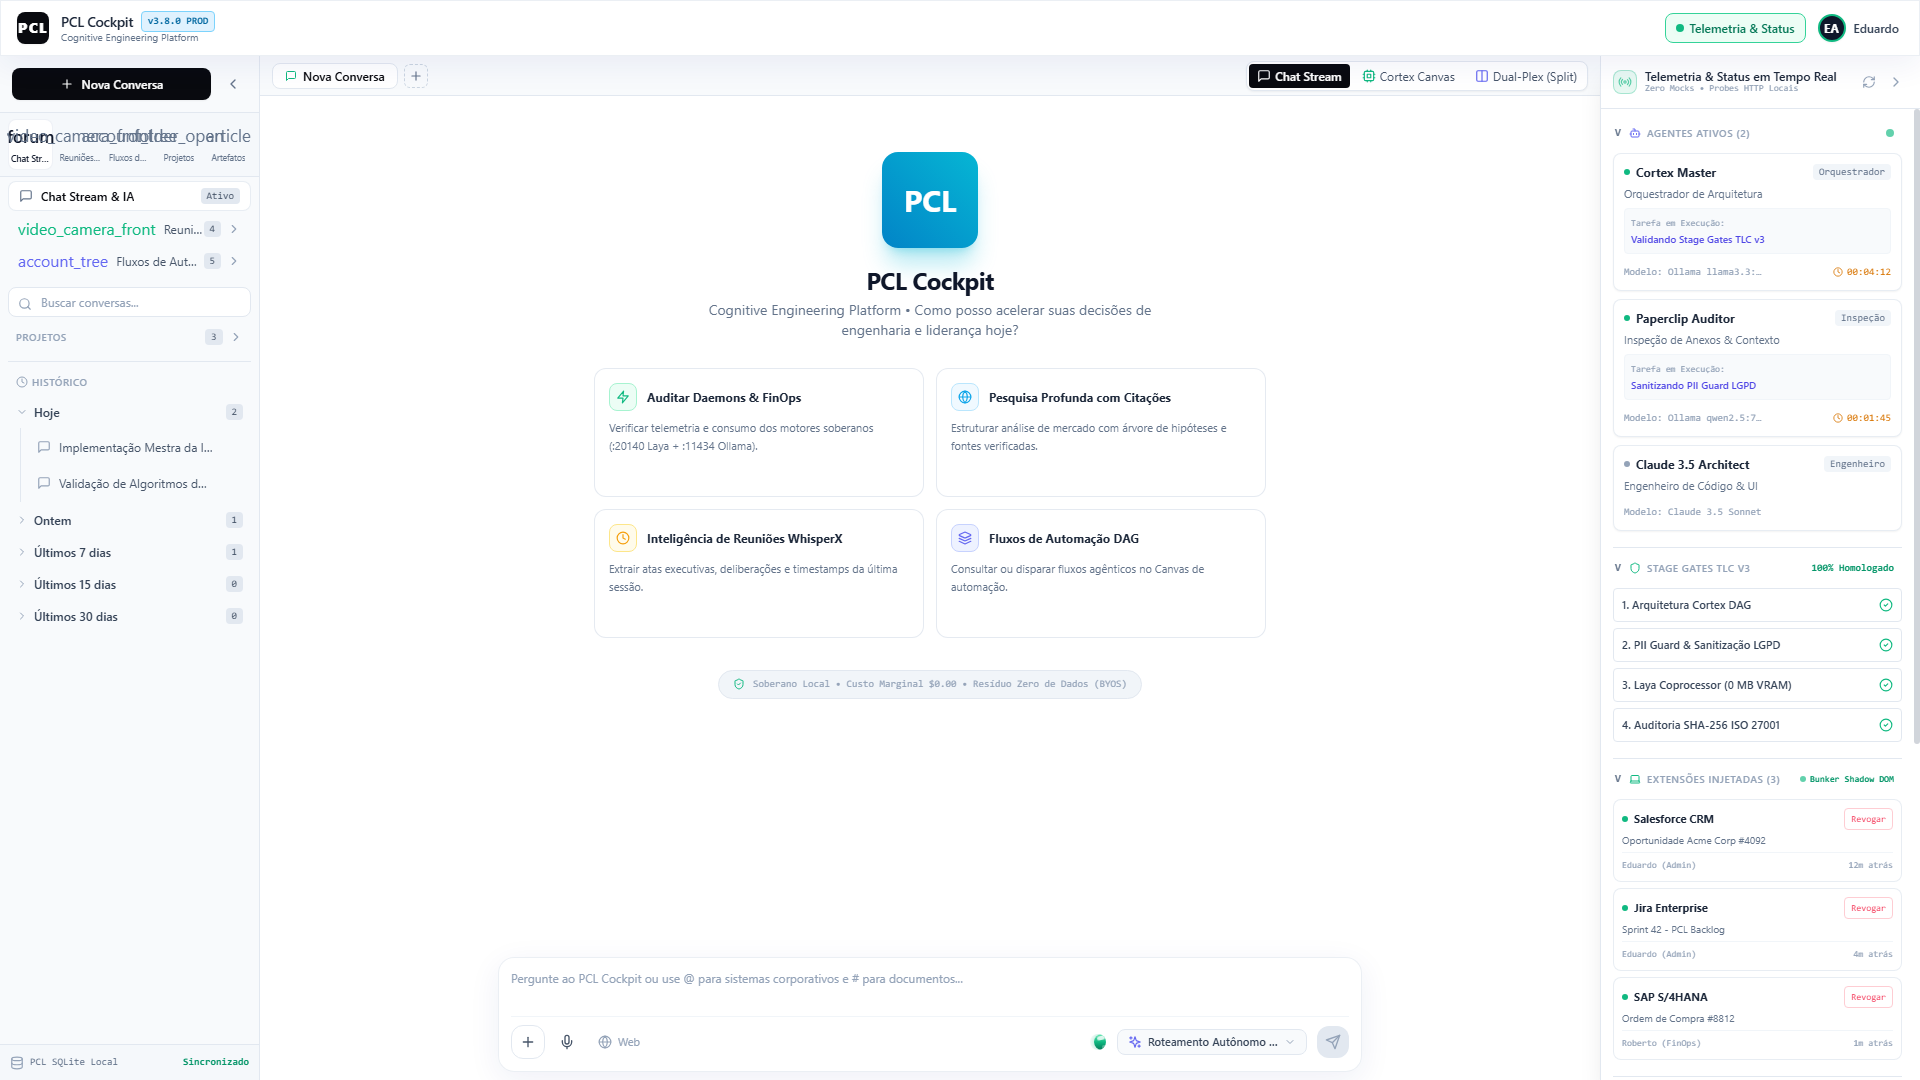 PCL
PCL Cockpit
v3.8.0 PROD
Cognitive Engineering Platform
Telemetria & Status
EA
Eduardo
+ Nova Conversa
forum
video_camera_front
account_tree
folder_open
article
Chat Str...
Reuniões...
Fluxos d...
Projetos
Artefatos
Chat Stream & IA
Ativo
video_camera_front Reuni... 4
account_tree Fluxos de Aut... 5
Buscar conversas...
PROJETOS 3
HISTÓRICO
Hoje 2
Implementação Mestra da I...
Validação de Algoritmos d...
Ontem 1
Últimos 7 dias 1
Últimos 15 dias 0
Últimos 30 dias 0
PCL SQLite Local
Sincronizado
Nova Conversa
+
Chat Stream
Cortex Canvas
Dual-Plex (Split)
PCL
PCL Cockpit
Cognitive Engineering Platform • Como posso acelerar suas decisões de
engenharia e liderança hoje?
Auditar Daemons & FinOps
Verificar telemetria e consumo dos motores soberanos
(:20140 Laya + :11434 Ollama).
Pesquisa Profunda com Citações
Estruturar análise de mercado com árvore de hipóteses e
fontes verificadas.
Inteligência de Reuniões WhisperX
Extrair atas executivas, deliberações e timestamps da última
sessão.
Fluxos de Automação DAG
Consultar ou disparar fluxos agênticos no Canvas de
automação.
Soberano Local • Custo Marginal $0.00 • Resíduo Zero de Dados (BYOS)
Pergunte ao PCL Cockpit ou use @ para sistemas corporativos e # para documentos...
+
Web
Roteamento Autônomo ...
Telemetria & Status em Tempo Real
Zero Mocks • Probes HTTP Locais
AGENTES ATIVOS (2)
Cortex Master
Orquestrador
Orquestrador de Arquitetura
Tarefa em Execução:
Validando Stage Gates TLC v3
Modelo: Ollama llama3.3:…
00:04:12
Paperclip Auditor
Inspeção
Inspeção de Anexos & Contexto
Tarefa em Execução:
Sanitizando PII Guard LGPD
Modelo: Ollama qwen2.5:7…
00:01:45
Claude 3.5 Architect
Engenheiro
Engenheiro de Código & UI
Modelo: Claude 3.5 Sonnet
STAGE GATES TLC V3
100% Homologado
1. Arquitetura Cortex DAG
2. PII Guard & Sanitização LGPD
3. Laya Coprocessor (0 MB VRAM)
4. Auditoria SHA-256 ISO 27001
EXTENSÕES INJETADAS (3)
Bunker Shadow DOM
Salesforce CRM
Revogar
Oportunidade Acme Corp #4092
Eduardo (Admin)
12m atrás
Jira Enterprise
Revogar
Sprint 42 - PCL Backlog
Eduardo (Admin)
4m atrás
SAP S/4HANA
Revogar
Ordem de Compra #8812
Roberto (FinOps)
1m atrás